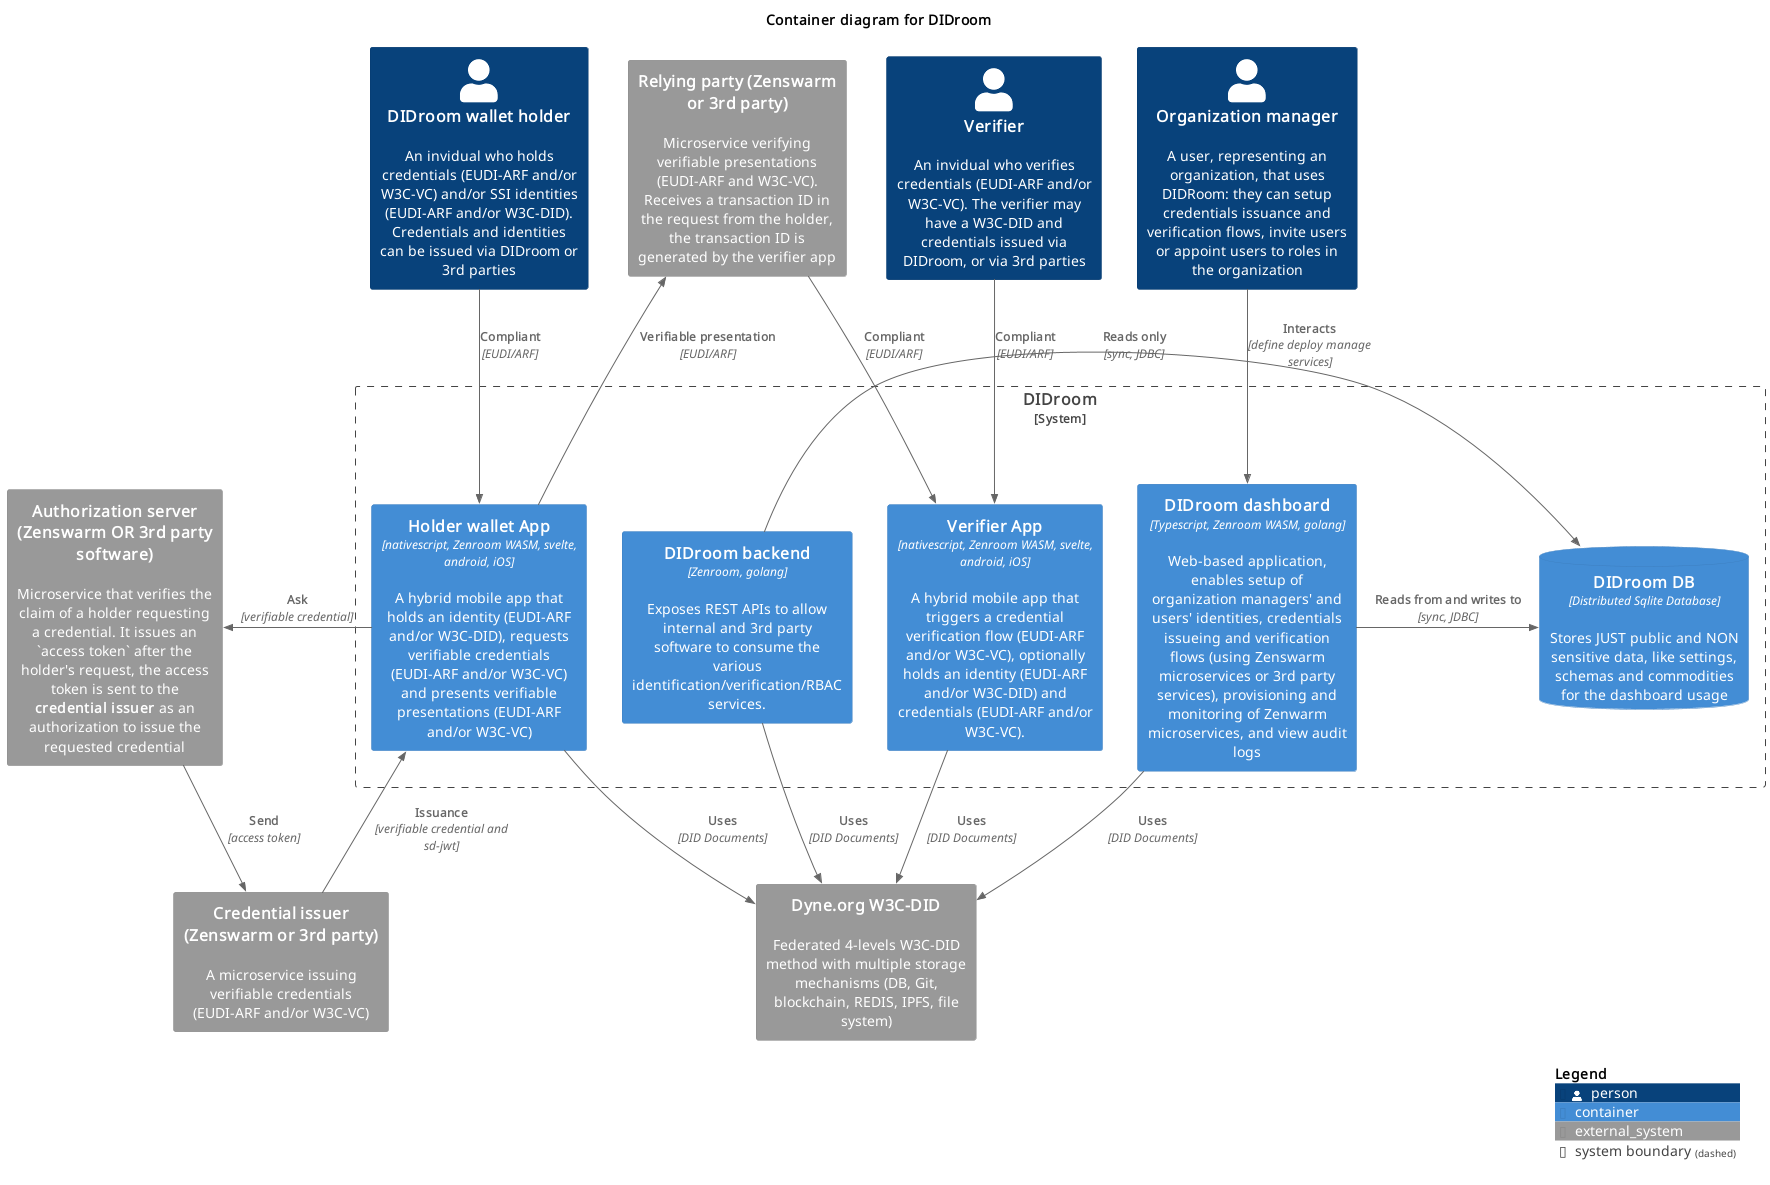 Container diagram for DIDroom
DIDroom wallet holder
An invidual who holds
credentials (EUDI-ARF and/or
W3C-VC) and/or SSI identities
(EUDI-ARF and/or W3C-DID).
Credentials and identities
can be issued via DIDroom or
3rd parties
Relying party (Zenswarm
or 3rd party)
Microservice verifying
verifiable presentations
(EUDI-ARF and W3C-VC).
Receives a transaction ID in
the request from the holder,
the transaction ID is
generated by the verifier app
Verifier
An invidual who verifies
credentials (EUDI-ARF and/or
W3C-VC). The verifier may
have a W3C-DID and
credentials issued via
DIDroom, or via 3rd parties
Organization manager
A user, representing an
organization, that uses
DIDRoom: they can setup
credentials issuance and
verification flows, invite users
or appoint users to roles in
the organization
Compliant
[EUDI/ARF]
Verifiable presentation
[EUDI/ARF]
Compliant
[EUDI/ARF]
Compliant
[EUDI/ARF]
Reads only
[sync, JDBC]
Interacts
[define deploy manage
services]
DIDroom
[System]
Authorization server
(Zenswarm OR 3rd party
software)
Microservice that verifies the
claim of a holder requesting
a credential. It issues an
`access token` after the
holder's request, the access
token is sent to the
credential issuer as an
authorization to issue the
requested credential
Ask
[verifiable credential]
Holder wallet App
[nativescript, Zenroom WASM, svelte,
android, iOS]
A hybrid mobile app that
holds an identity (EUDI-ARF
and/or W3C-DID), requests
verifiable credentials
(EUDI-ARF and/or W3C-VC)
and presents verifiable
presentations (EUDI-ARF
and/or W3C-VC)
DIDroom backend
[Zenroom, golang]
Exposes REST APIs to allow
internal and 3rd party
software to consume the
various
identification/verification/RBAC
services.
Verifier App
[nativescript, Zenroom WASM, svelte,
android, iOS]
A hybrid mobile app that
triggers a credential
verification flow (EUDI-ARF
and/or W3C-VC), optionally
holds an identity (EUDI-ARF
and/or W3C-DID) and
credentials (EUDI-ARF and/or
W3C-VC).
DIDroom dashboard
[Typescript, Zenroom WASM, golang]
Web-based application,
enables setup of
organization managers' and
users' identities, credentials
issueing and verification
flows (using Zenswarm
microservices or 3rd party
services), provisioning and
monitoring of Zenwarm
microservices, and view audit
logs
Reads from and writes to
[sync, JDBC]
DIDroom DB
[Distributed Sqlite Database]
Stores JUST public and NON
sensitive data, like settings,
schemas and commodities
for the dashboard usage
Send
[access token]
Issuance
[verifiable credential and
sd-jwt]
Uses
[DID Documents]
Uses
[DID Documents]
Uses
[DID Documents]
Uses
[DID Documents]
Credential issuer
(Zenswarm or 3rd party)
A microservice issuing
verifiable credentials
(EUDI-ARF and/or W3C-VC)
Dyne.org W3C-DID
Federated 4-levels W3C-DID
method with multiple storage
mechanisms (DB, Git,
blockchain, REDIS, IPFS, file
system)
Legend
person
container
external_system
system boundary (dashed)